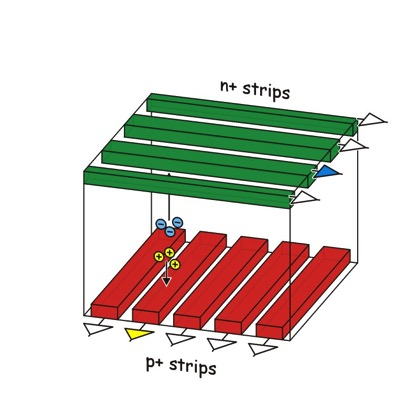 n+ strips
− −
−
+
+
+
p+ strips